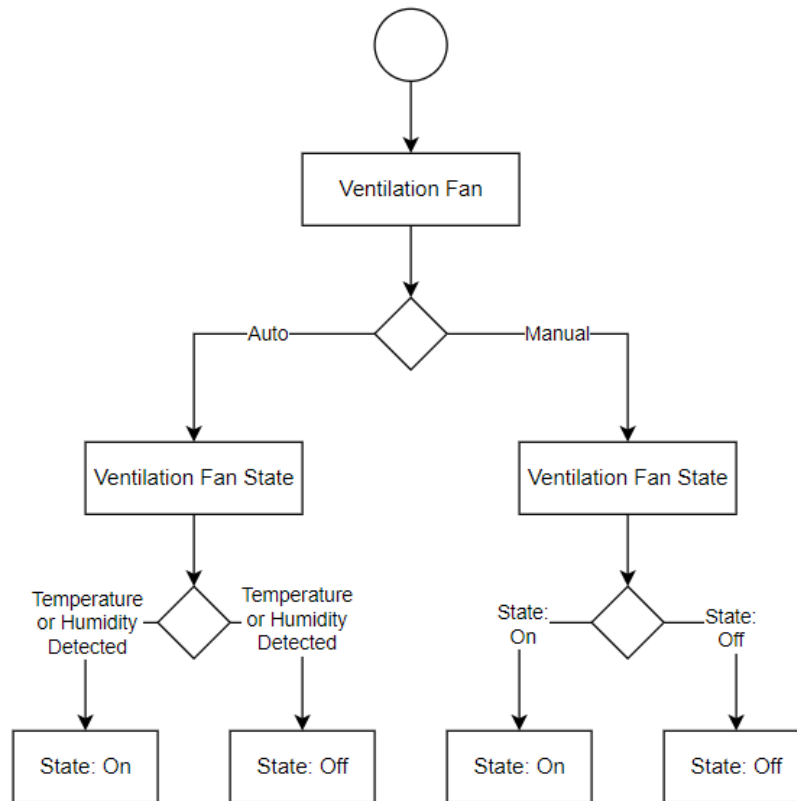 Ventilation Fan
Auto
Manual
Ventilation Fan State
Ventilation Fan State
Temperature
or Humidity
Detected
Temperature
or Humidity
Detected
State:
On
State:
Off
State: On
State: Off
State: On
State: Off